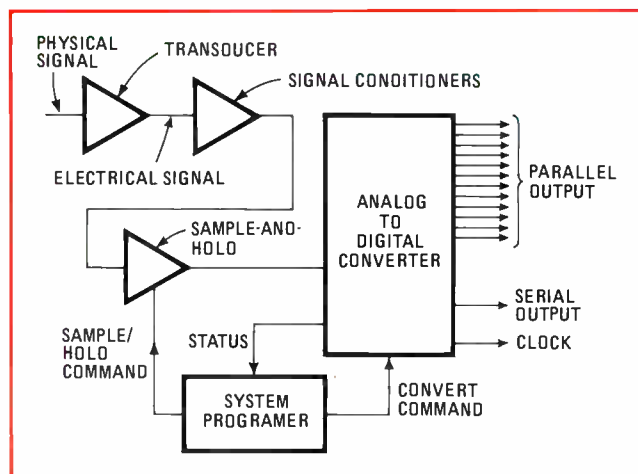 PHYSICAL
SIGNAL
TRANSOUCER
SIGNAL CONDITIONERS
ELECTRICAL SIGNAL
ANALOG
TO
DIGITAL
CONVERTER
PARALLEL
OUTPUT
SAMPLE-AND-
HOLO
SERIAL
OUTPUT
CLOCK
SAMPLE/
HOLO
COMMAND
STATUS
SYSTEM
PROGRAMER
CONVERT
COMMAND